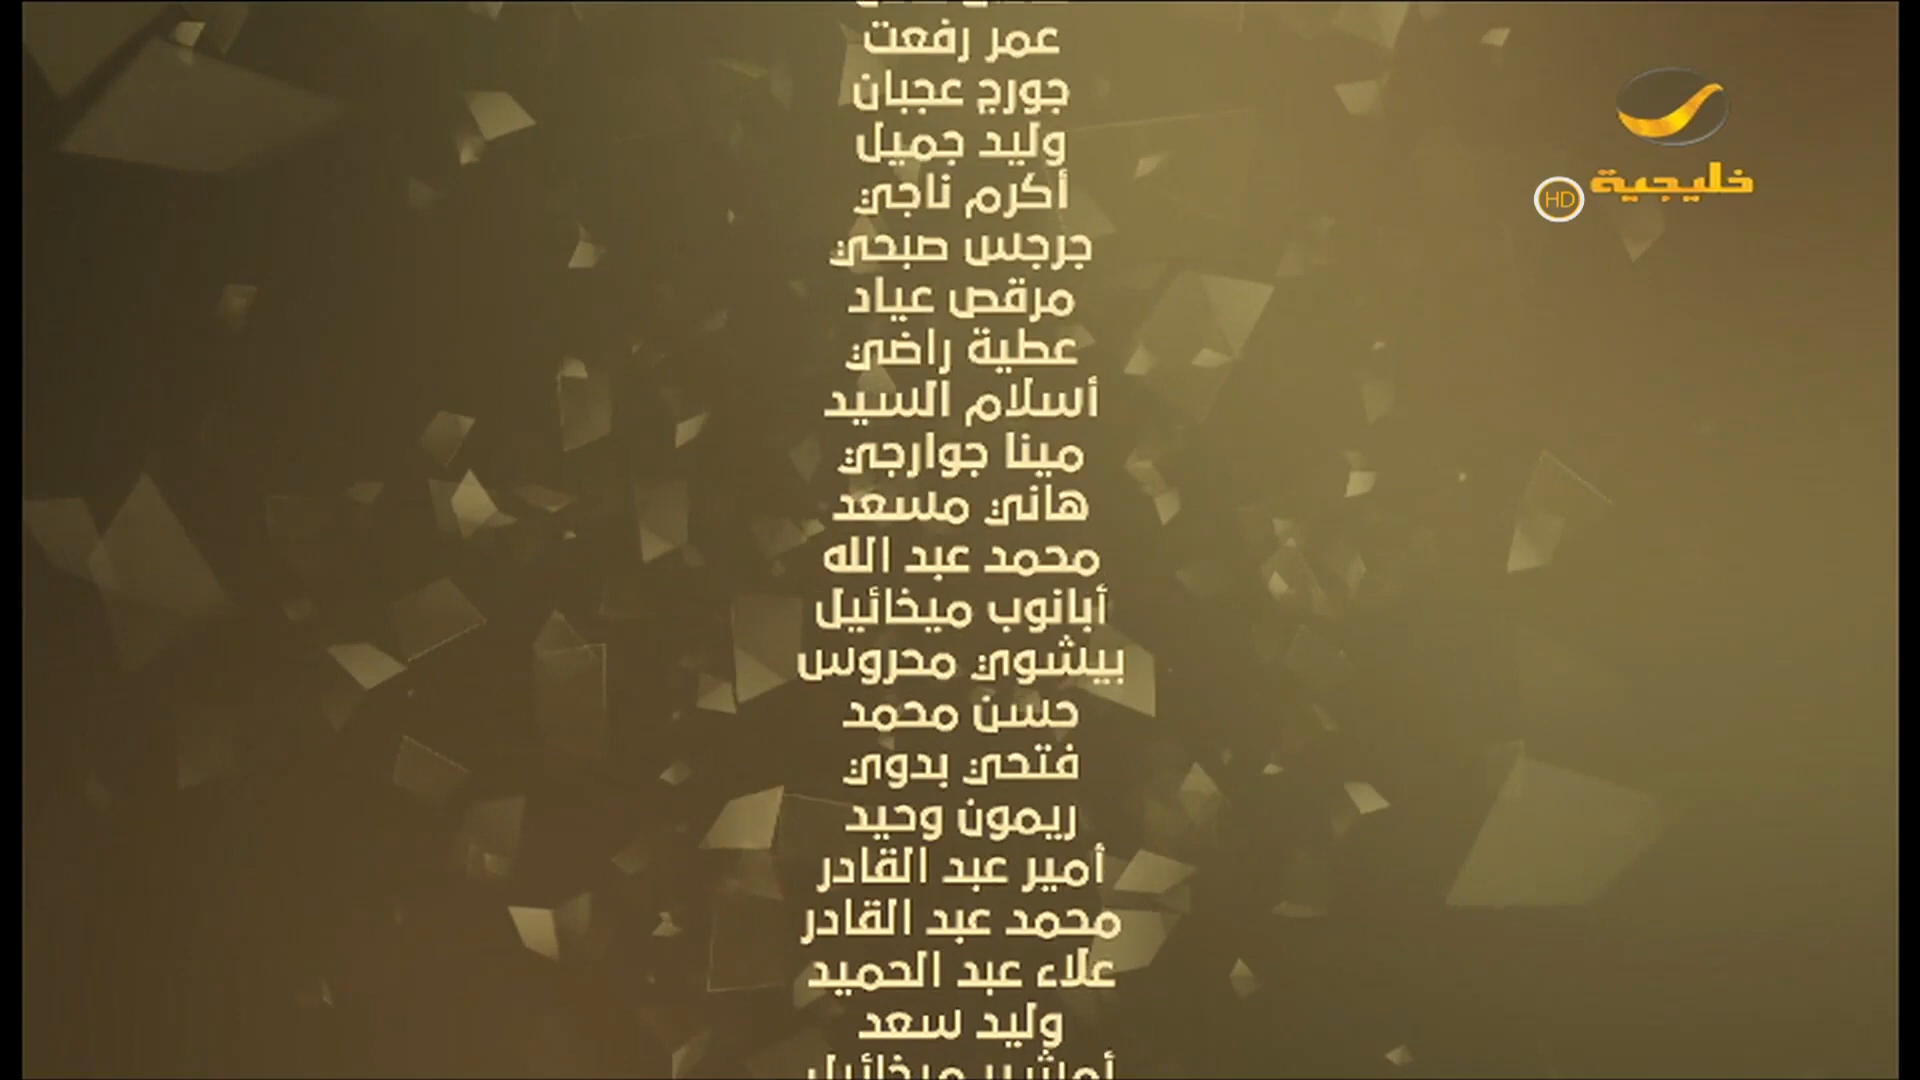 عمر رفعت
جورج عجبان
وليد جميل
أكرم ناجي
جرجس صبحي
مرقص عياد
عطية راضي
أسلام السيد
مينا جوارجي
هاني مسعد
محمد عبد الله
أبانوب ميخائيل
بيشوي محروس
حسن محمد
فتحي بدوي
ريمون وحيد
أمير عبد القادر
محمد عبد القادر
علاء عبد الحميد
وليد سعد
ميخائيل
خليجية
HD